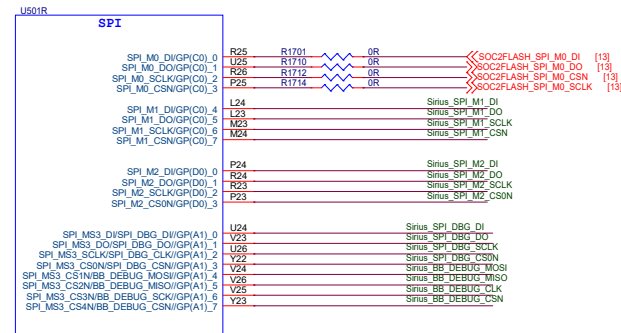 U501R
SPI
SPI_M0_DI/GP(C0)_0 R25 R1701 0R SOC2FLASH_SPI_M0_DI [13]
SPI_M0_DO/GP(C0)_1 U25 R1710 0R SOC2FLASH_SPI_M0_DO [13]
SPI_M0_SCLK/GP(C0)_2 R26 R1712 0R SOC2FLASH_SPI_M0_CSN [13]
SPI_M0_CSN/GP(C0)_3 P25 R1714 0R SOC2FLASH_SPI_M0_SCLK [13]
SPI_M1_DI/GP(C0)_4 L24 Sirius_SPI_M1_DI
SPI_M1_DO/GP(C0)_5 L23 Sirius_SPI_M1_DO
SPI_M1_SCLK/GP(C0)_6 M23 Sirius_SPI_M1_SCLK
SPI_M1_CSN/GP(C0)_7 M24 Sirius_SPI_M1_CSN
SPI_M2_DI/GP(D0)_0 P24 Sirius_SPI_M2_DI
SPI_M2_DO/GP(D0)_1 R24 Sirius_SPI_M2_DO
SPI_M2_SCLK/GP(D0)_2 R23 Sirius_SPI_M2_SCLK
SPI_M2_CS0N/GP(D0)_3 P23 Sirius_SPI_M2_CS0N
SPI_MS3_DI/SPI_DBG_DI//GP(A1)_0 U24 Sirius_SPI_DBG_DI
SPI_MS3_DO/SPI_DBG_DO//GP(A1)_1 V23 Sirius_SPI_DBG_DO
SPI_MS3_SCLK/SPI_DBG_CLK//GP(A1)_2 U26 Sirius_SPI_DBG_SCLK
SPI_MS3_CS0N/SPI_DBG_CSN//GP(A1)_3 Y22 Sirius_SPI_DBG_CS0N
SPI_MS3_CS1N/BB_DEBUG_MOSI//GP(A1)_4 V24 Sirius_BB_DEBUG_MOSI
SPI_MS3_CS2N/BB_DEBUG_MISO//GP(A1)_5 V26 Sirius_BB_DEBUG_MISO
SPI_MS3_CS3N/BB_DEBUG_SCK//GP(A1)_6 V25 Sirius_BB_DEBUG_CLK
SPI_MS3_CS4N/BB_DEBUG_CSN//GP(A1)_7 Y23 Sirius_BB_DEBUG_CSN